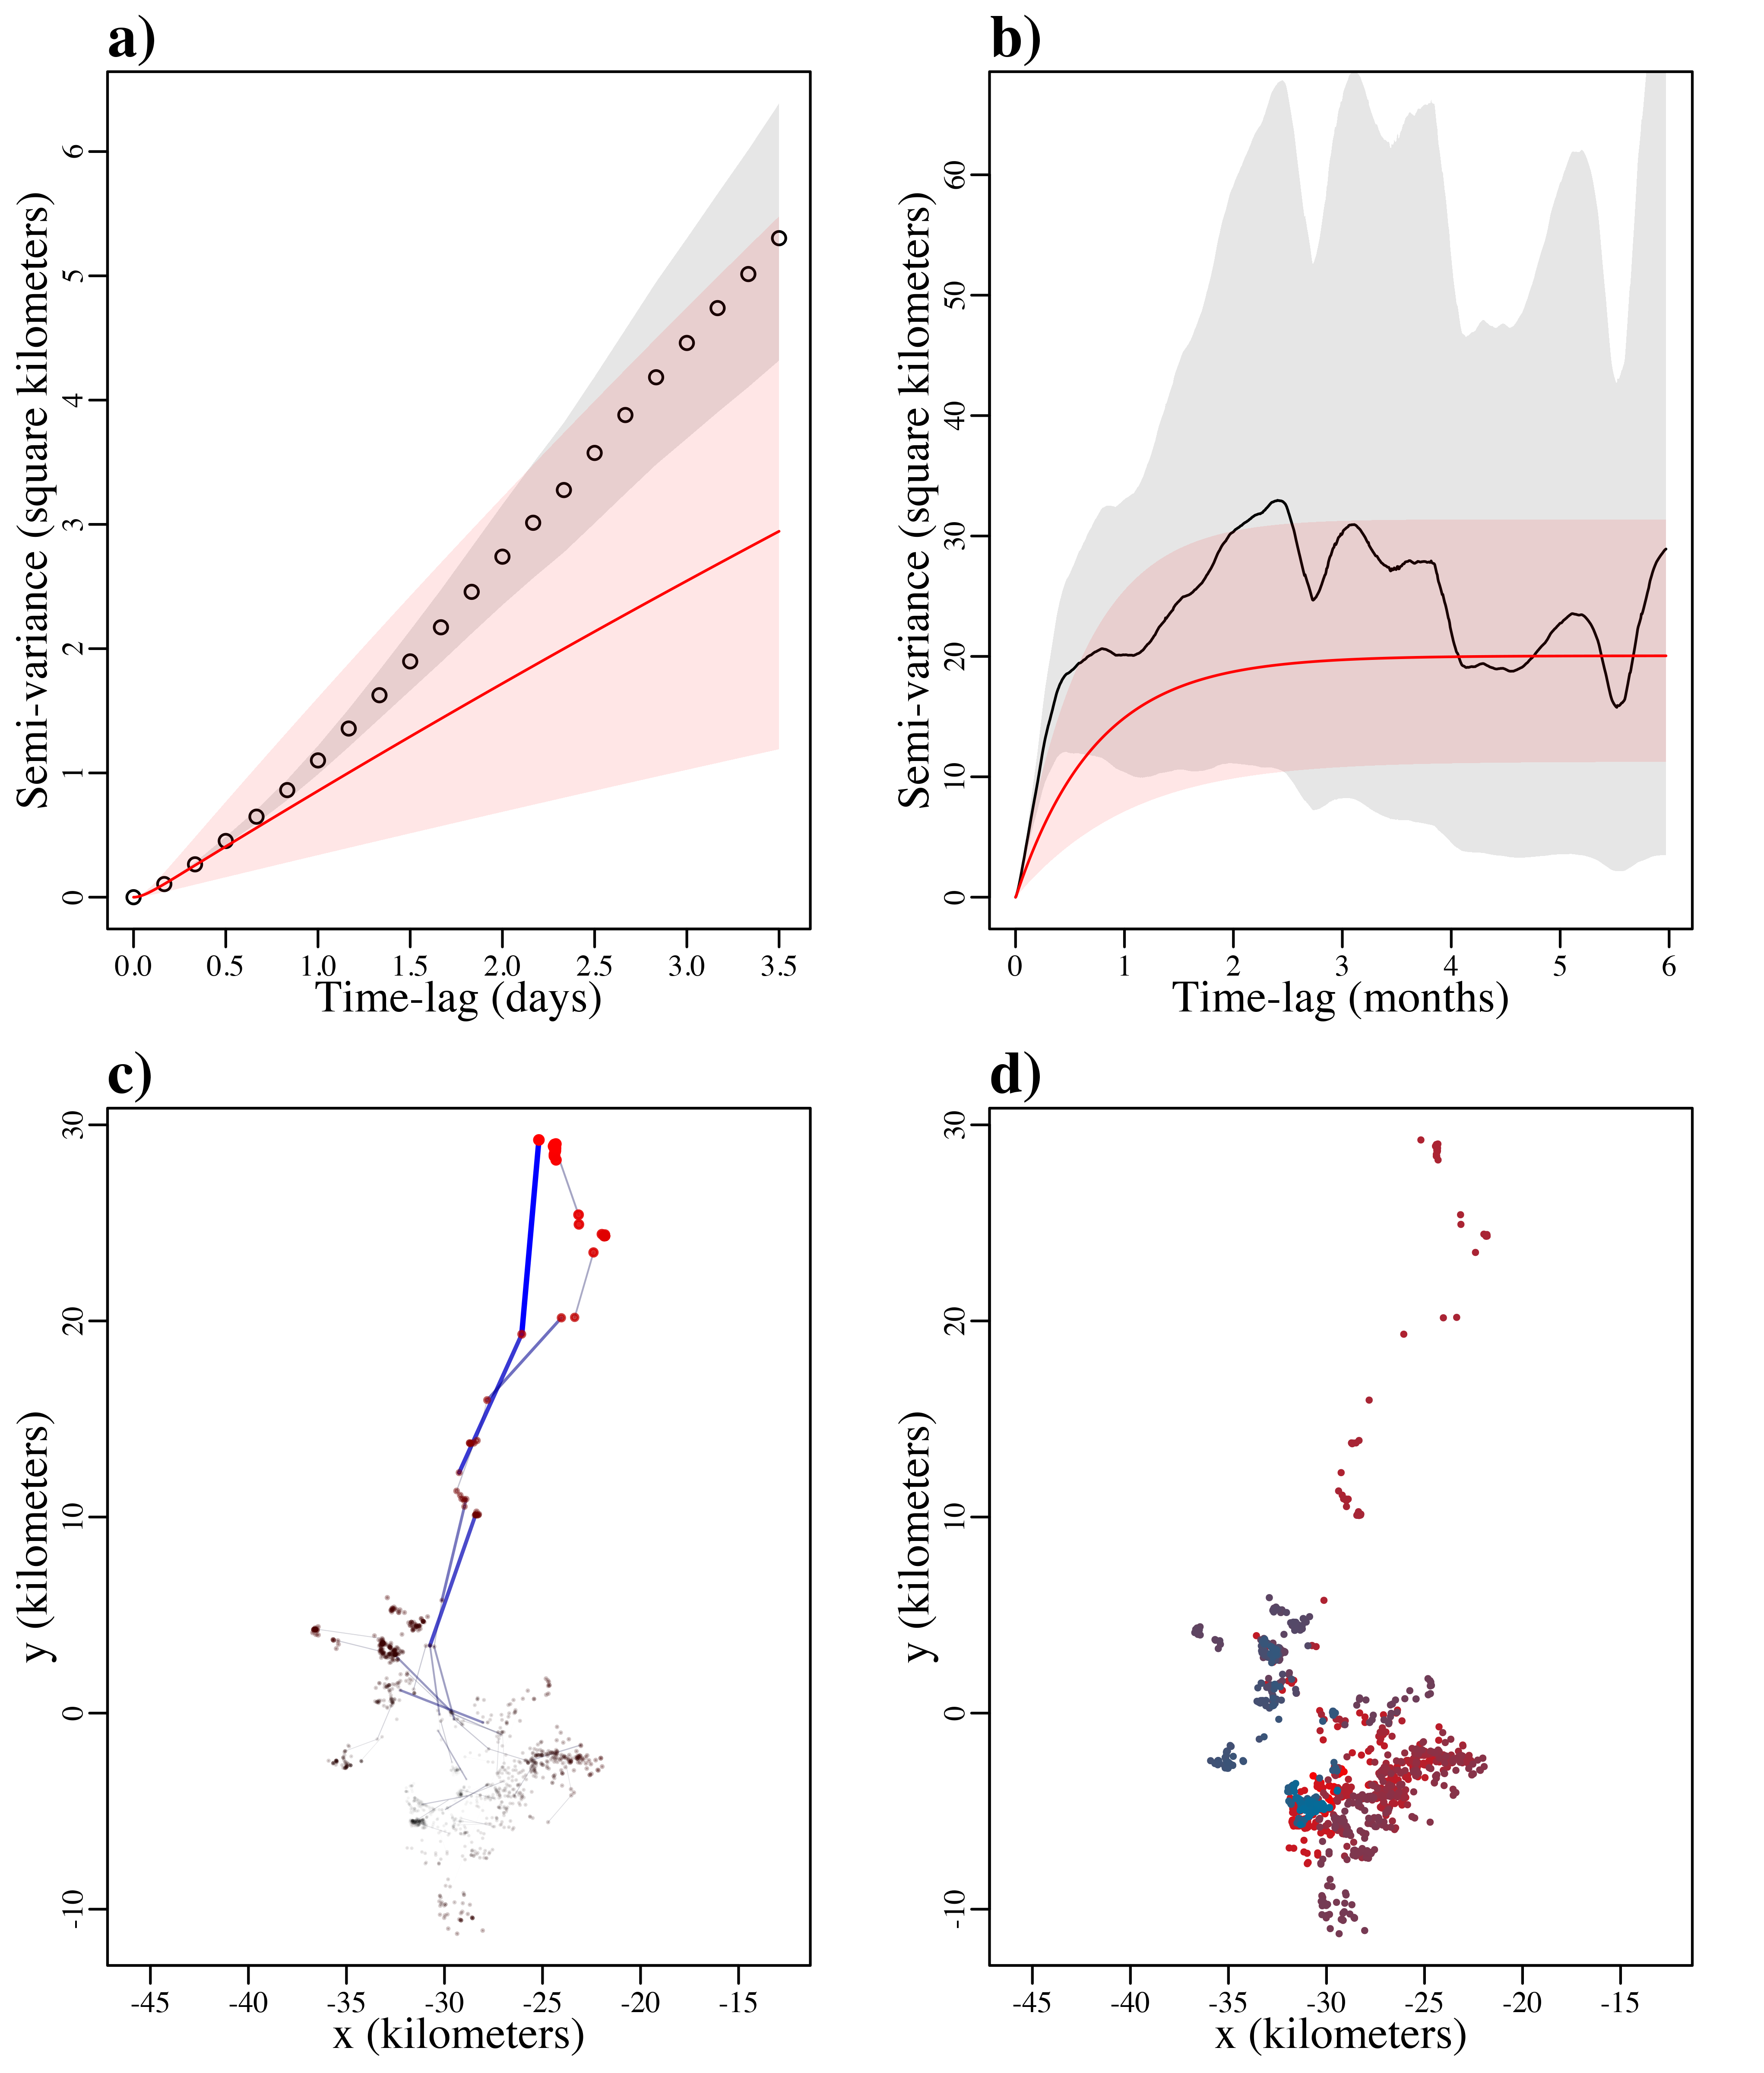 a)
Semi-variance (square kilometers)
0 1 2 3 4 5 6
0.0 0.5 1.0 1.5 2.0 2.5 3.0 3.5
Time-lag (days)
b)
Semi-variance (square kilometers)
0 10 20 30 40 50 60
0 1 2 3 4 5 6
Time-lag (months)
c)
y (kilometers)
-10 0 10 20 30
-45 -40 -35 -30 -25 -20 -15
x (kilometers)
d)
y (kilometers)
-10 0 10 20 30
-45 -40 -35 -30 -25 -20 -15
x (kilometers)